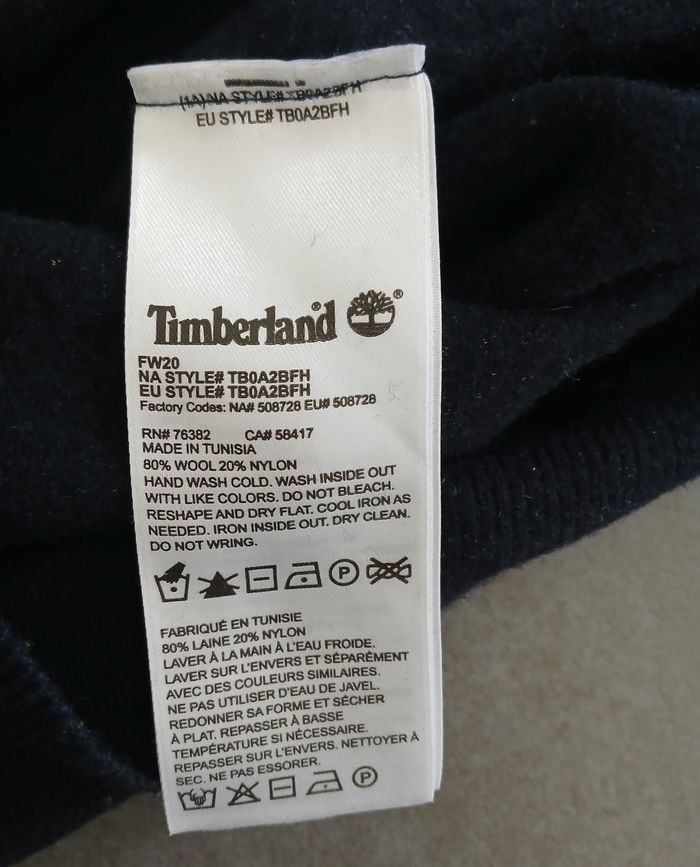 (1A) NA STYLE# TB0A2BFH
EU STYLE# TB0A2BFH
Timberland® ®
FW20
NA STYLE# TB0A2BFH
EU STYLE# TB0A2BFH
Factory Codes: NA# 508728 EU# 508728
RN# 76382 CA# 58417
MADE IN TUNISIA
80% WOOL 20% NYLON
HAND WASH COLD. WASH INSIDE OUT
WITH LIKE COLORS. DO NOT BLEACH.
RESHAPE AND DRY FLAT. COOL IRON AS
NEEDED. IRON INSIDE OUT. DRY CLEAN.
DO NOT WRING.
P
FABRIQUÉ EN TUNISIE
80% LAINE 20% NYLON
LAVER À LA MAIN À L'EAU FROIDE.
LAVER SUR L'ENVERS ET SÉPARÉMENT
AVEC DES COULEURS SIMILAIRES.
NE PAS UTILISER D'EAU DE JAVEL.
REDONNER SA FORME ET SÉCHER
À PLAT. REPASSER À BASSE
TEMPÉRATURE SI NÉCESSAIRE.
REPASSER SUR L'ENVERS. NETTOYER À
SEC. NE PAS ESSORER.
P